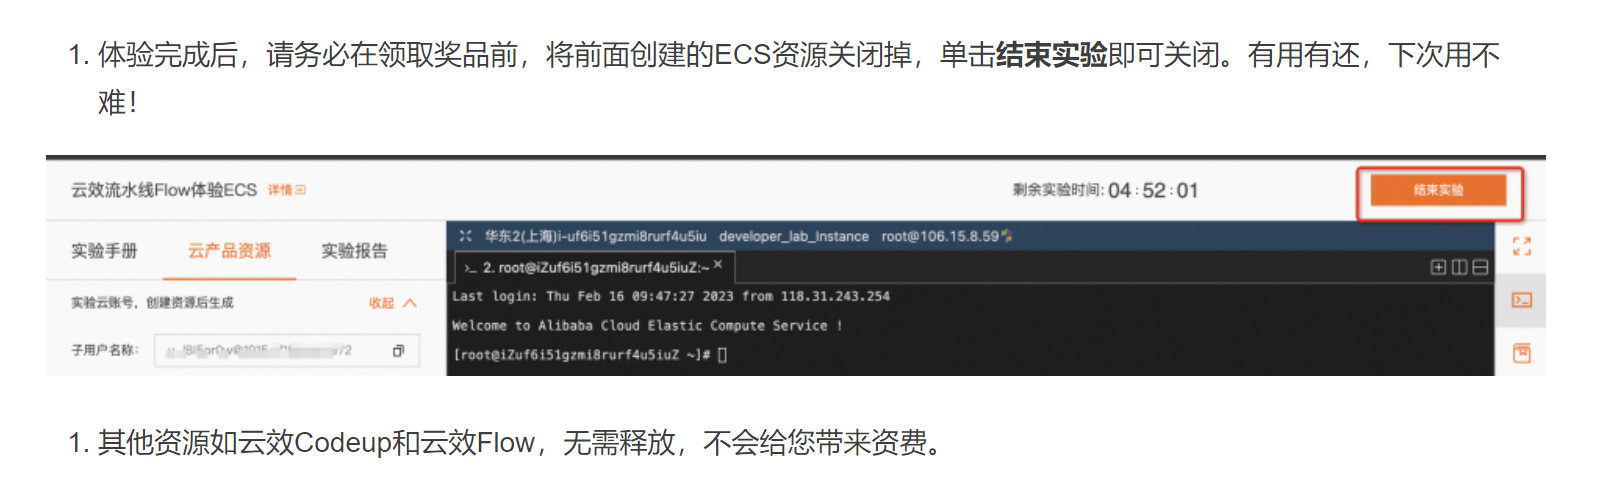 1. 体验完成后，请务必在领取奖品前，将前面创建的ECS资源关闭掉，单击结束实验即可关闭。有用有还，下次用不
难！
云效流水线Flow体验ECS 详情
剩余实验时间: 04 : 52 : 01
结束实验
实验手册 云产品资源 实验报告
华东2(上海)i-uf6i51gzmi8rurf4u5iu developer_lab_Instance root@106.15.8.59
>_ 2. root@iZuf6i51gzmi8rurf4u5iuZ:~ ×
实验云账号，创建资源后生成 收起
Last login: Thu Feb 16 09:47:27 2023 from 118.31.243.254
Welcome to Alibaba Cloud Elastic Compute Service !
子用户名称:
[root@iZuf6i51gzmi8rurf4u5iuZ ~]#
1. 其他资源如云效Codeup和云效Flow，无需释放，不会给您带来资费。